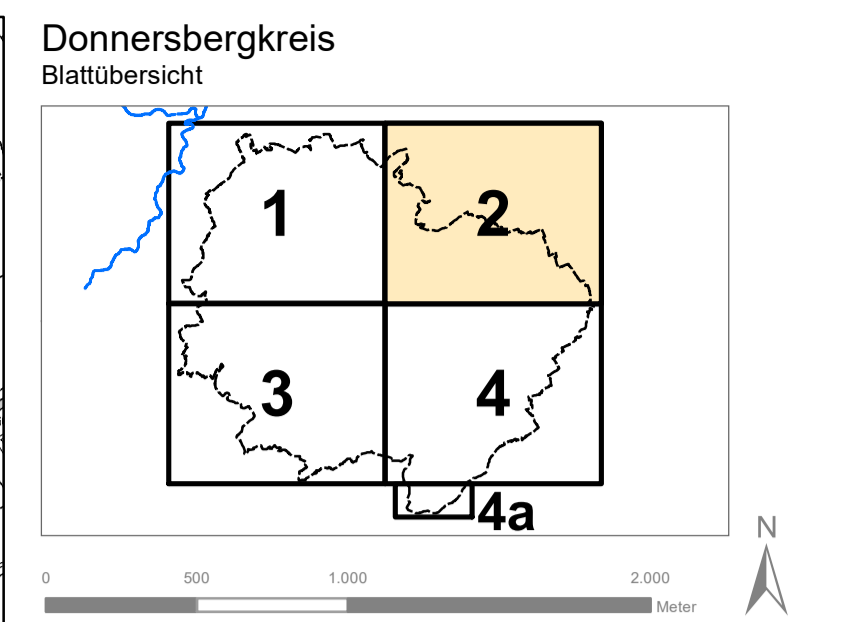 Donnersbergkreis
Blattübersicht
1
2
3
4
4a
N
0 500 1.000 2.000
Meter